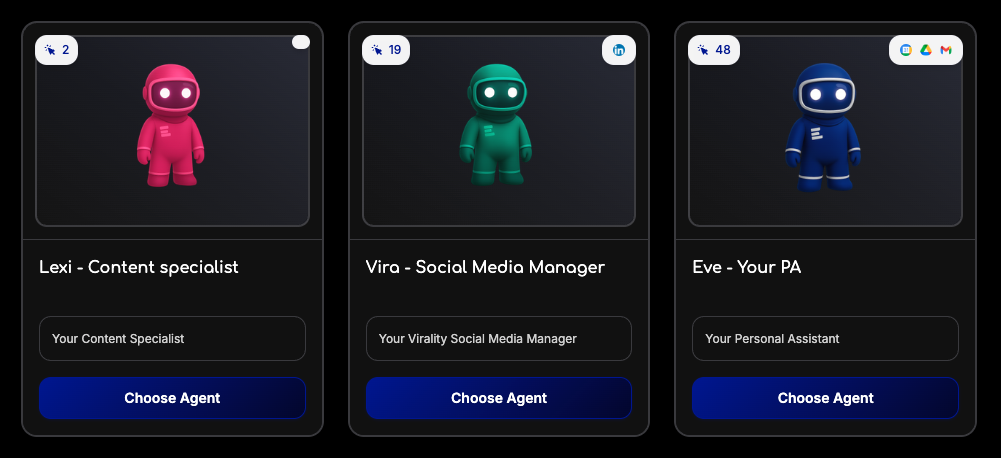 2
19
in
48
Lexi - Content specialist
Vira - Social Media Manager
Eve - Your PA
Your Content Specialist
Your Virality Social Media Manager
Your Personal Assistant
Choose Agent
Choose Agent
Choose Agent